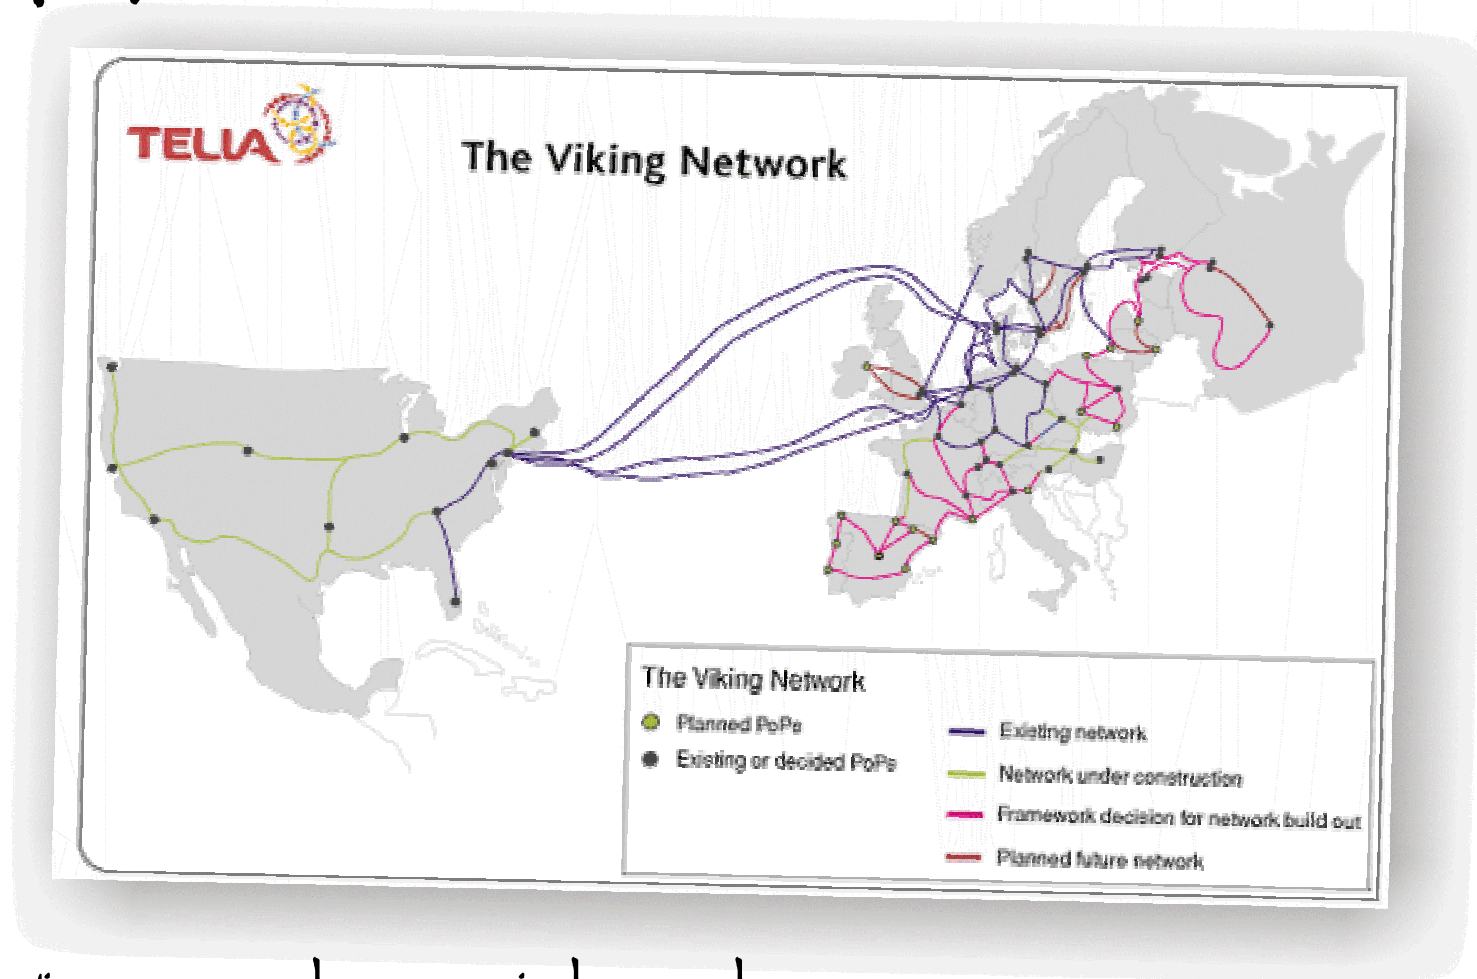 TELIA
The Viking Network
The Viking Network
Planned PoPs
Existing or decided PoPs
Existing network
Network under construction
Framework decision for network build out
Planned future network